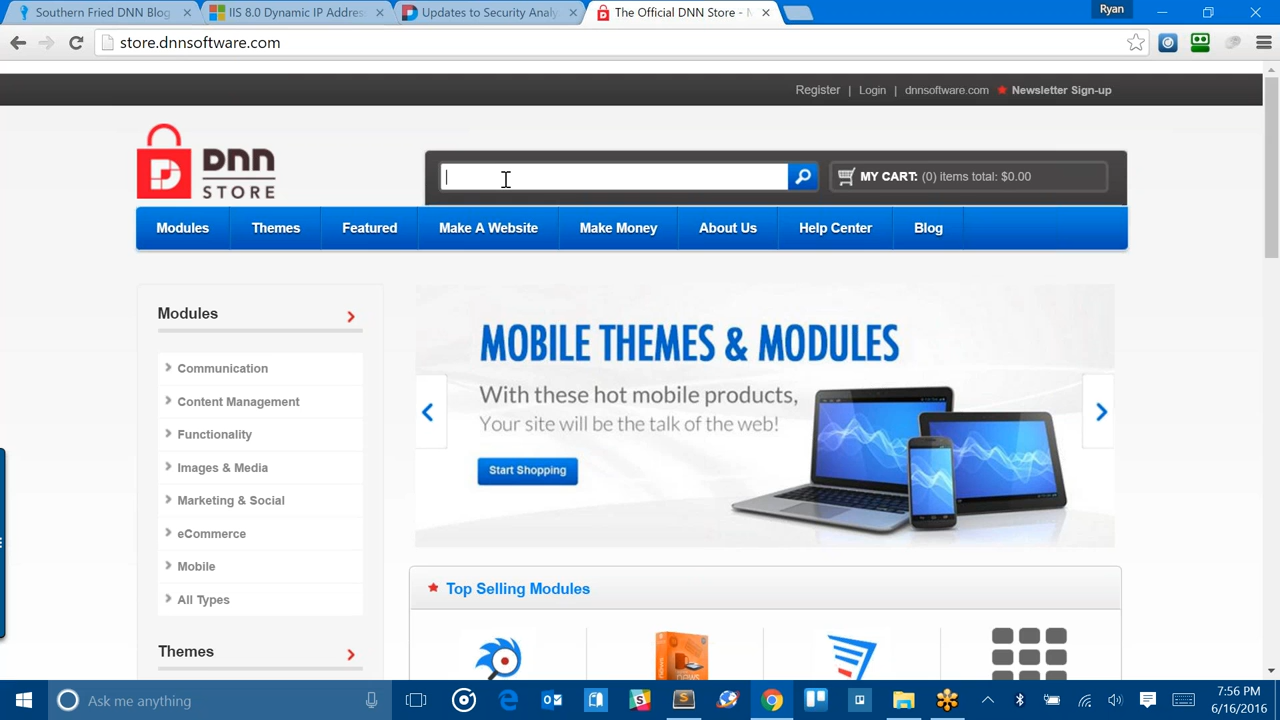 Southern Fried DNN Blog
IIS 8.0 Dynamic IP Addres
Updates to Security Analy
The Official DNN Store -
Ryan
store.dnnsoftware.com
Register | Login | dnnsoftware.com Newsletter Sign-up
DNN
STORE
MY CART: (0) items total: $0.00
Modules Themes Featured Make A Website Make Money About Us Help Center Blog
Modules
Communication
Content Management
Functionality
Images & Media
Marketing & Social
eCommerce
Mobile
All Types
Themes
MOBILE THEMES & MODULES
With these hot mobile products,
Your site will be the talk of the web!
Start Shopping
Top Selling Modules
Ask me anything
7:56 PM
6/16/2016